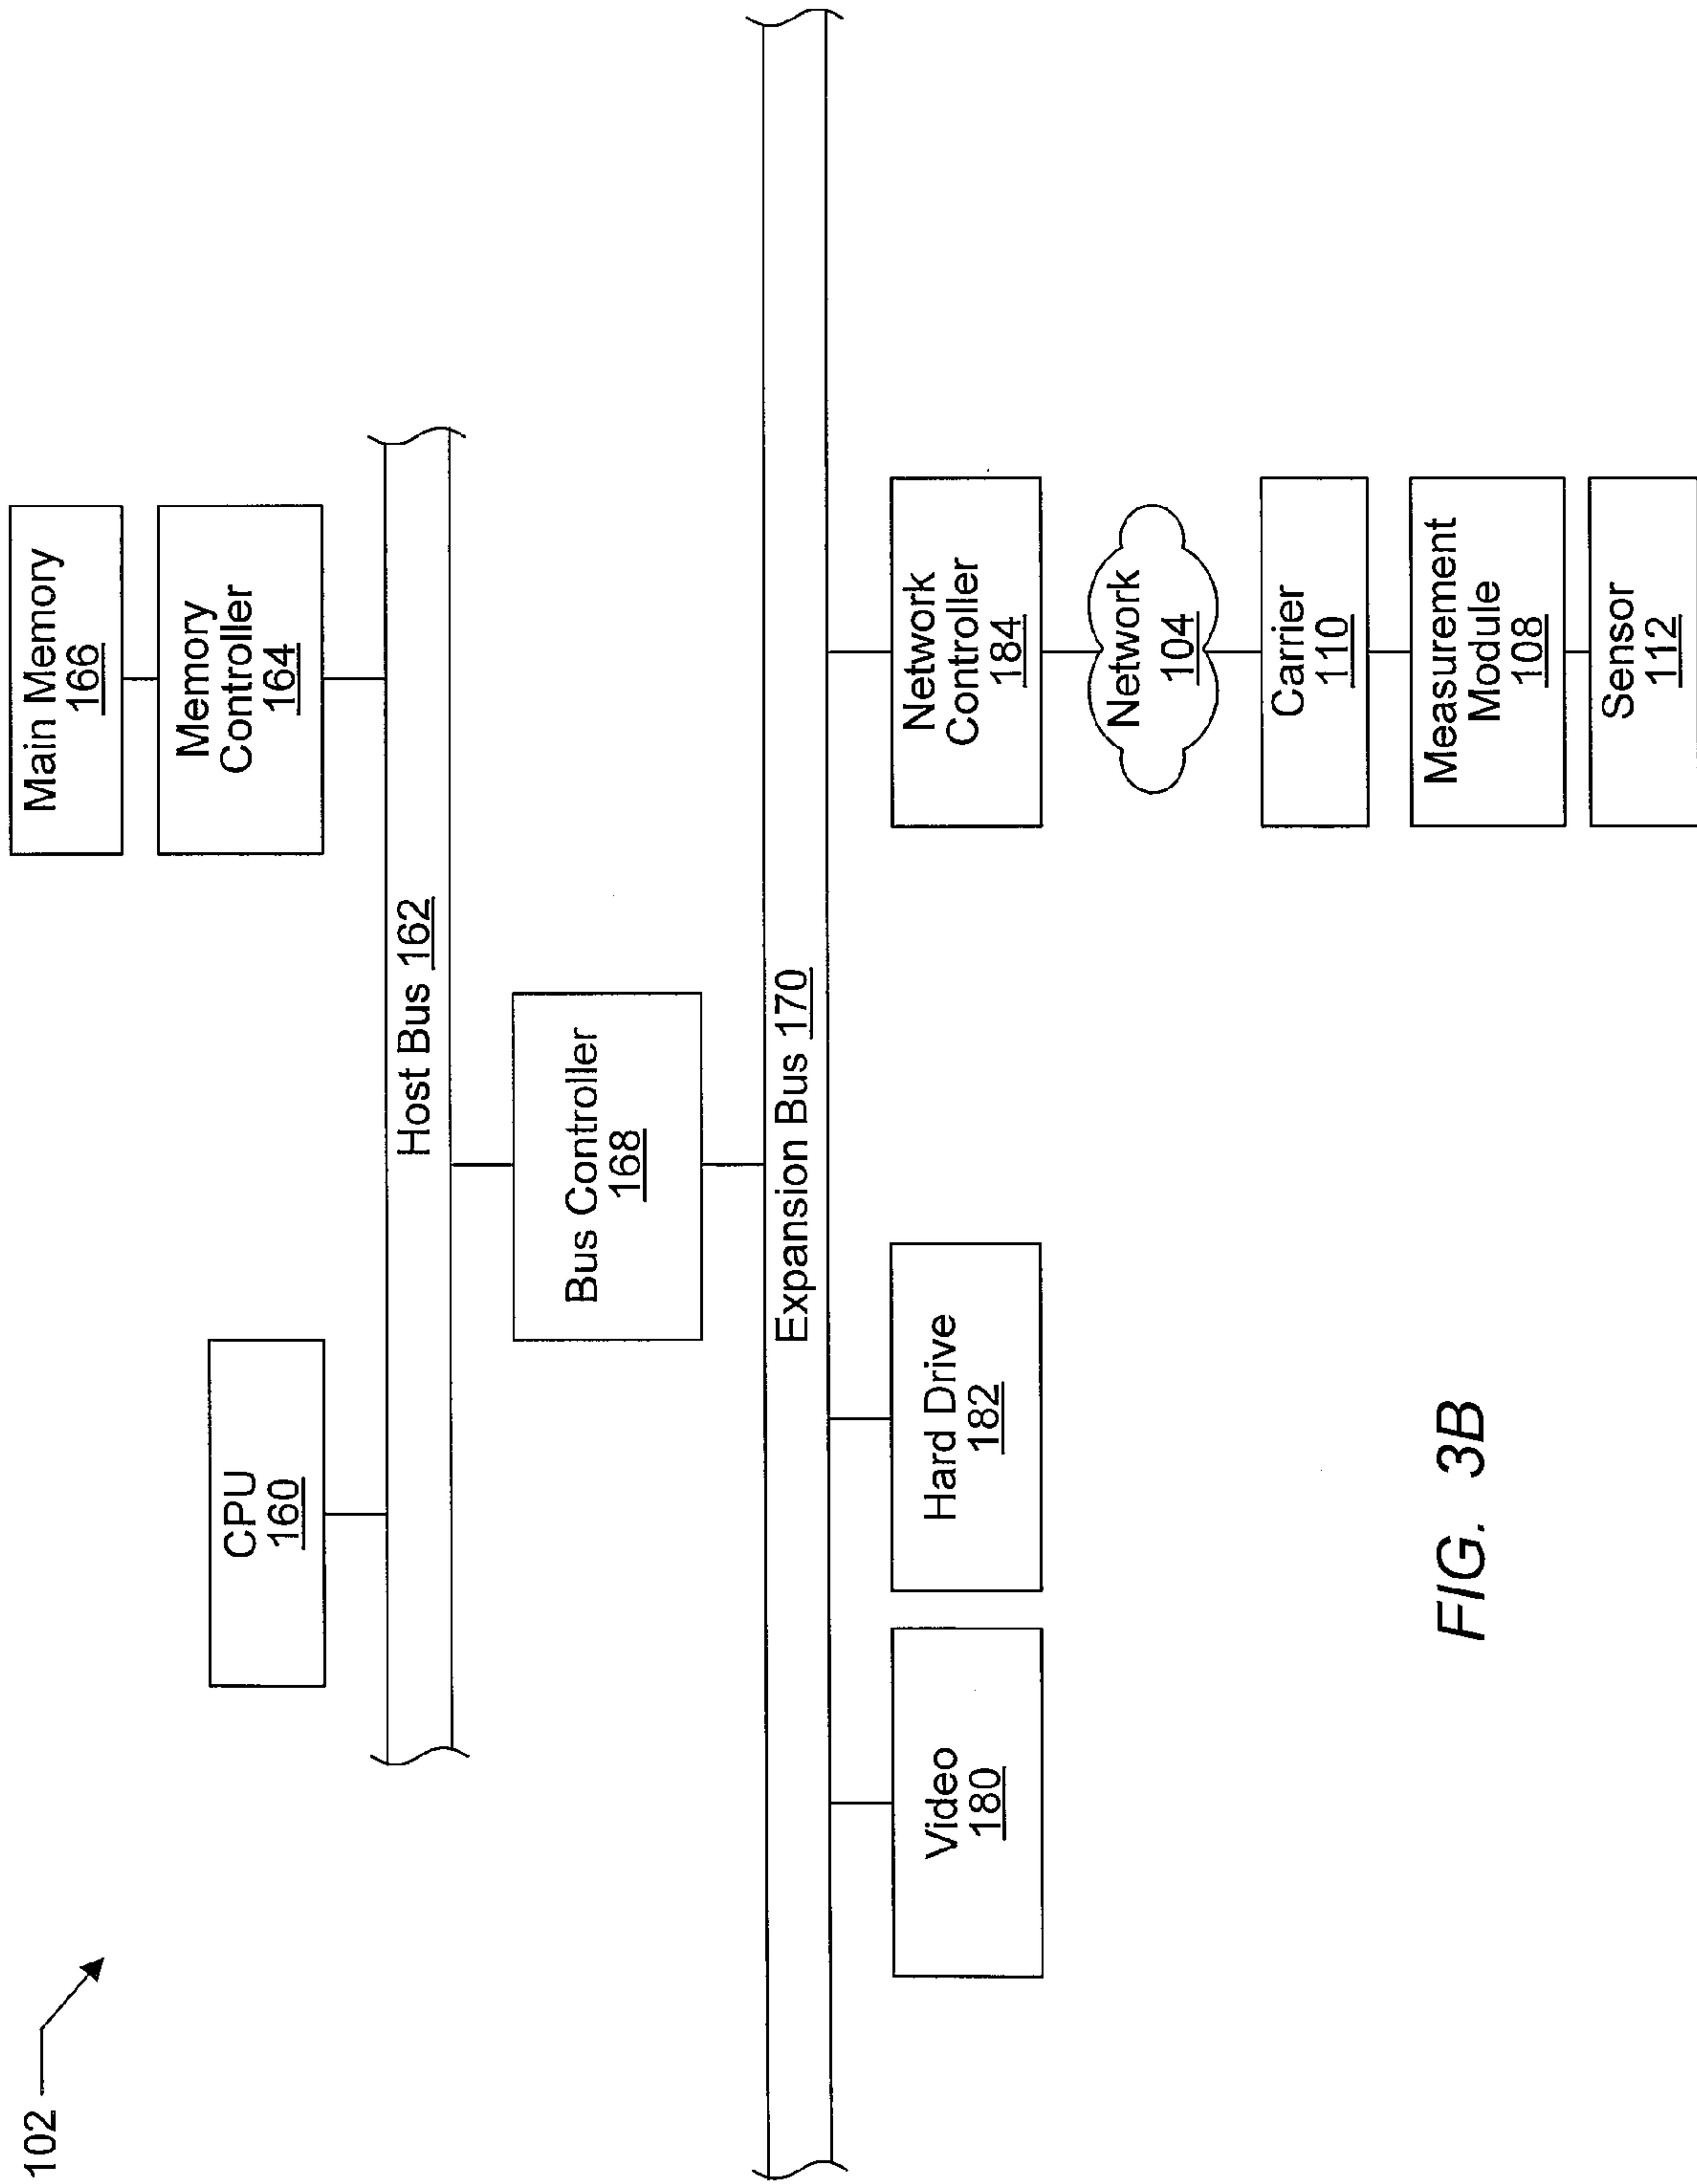 102
Main Memory
166
CPU
160
Memory
Controller
164
Host Bus 162
Bus Controller
168
Expansion Bus 170
Video
180
Hard Drive
182
Network
Controller
184
Network
104
Carrier
110
Measurement
Module
108
Sensor
112
FIG. 3B